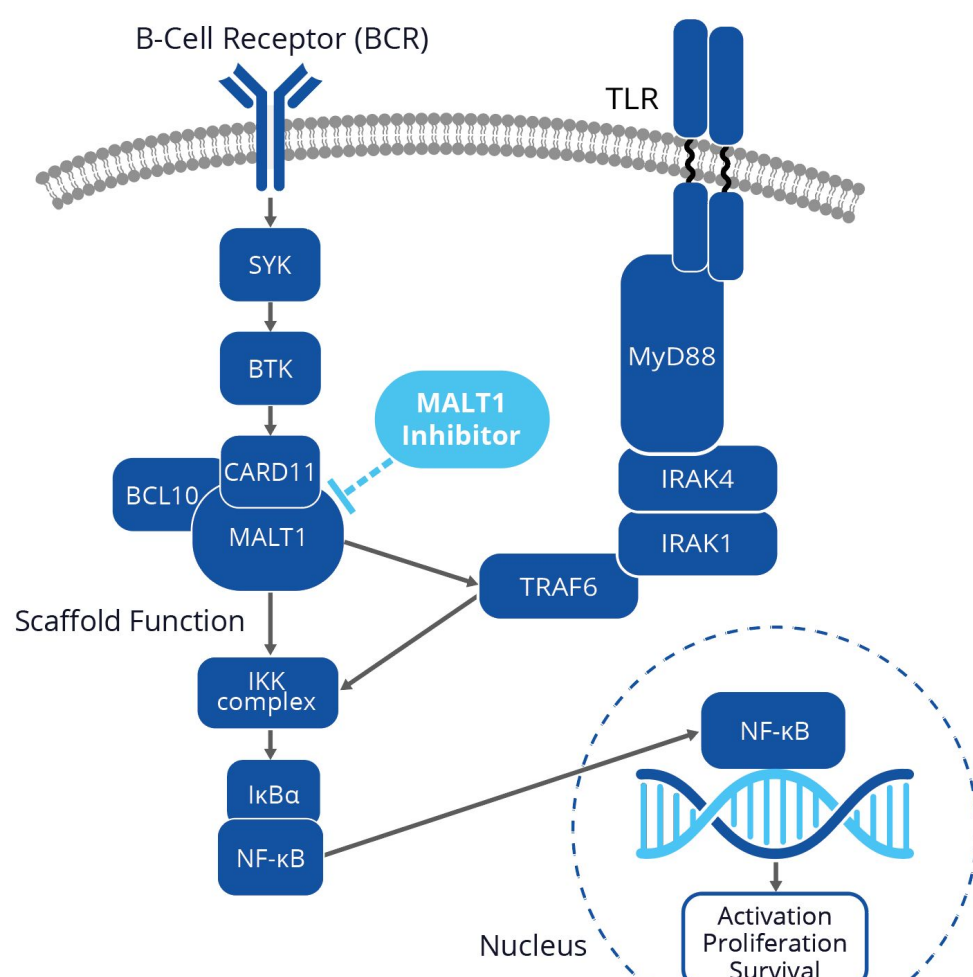 B-Cell Receptor (BCR)
TLR
SYK
BTK
MALT1
Inhibitor
MyD88
CARD11
BCL10
MALT1
IRAK4
IRAK1
TRAF6
Scaffold Function
IKK
complex
IκBα
NF-κB
NF-κB
Activation
Proliferation
Survival
Nucleus